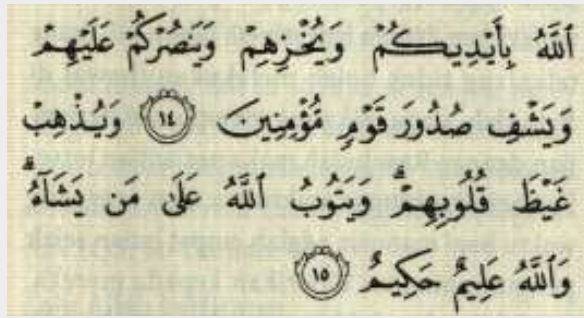 ٱللَّهُ بِأَيْدِيكُمْ وَيُخْزِهِمْ وَيَنصُرْكُمْ عَلَيْهِمْ
وَيَشْفِ صُدُورَ قَوْمٍ مُّؤْمِنِينَ ١٤ وَيُذْهِبْ
غَيْظَ قُلُوبِهِمْ ۗ وَيَتُوبُ ٱللَّهُ عَلَىٰ مَن يَشَآءُ ۗ
وَٱللَّهُ عَلِيمٌ حَكِيمٌ ١٥